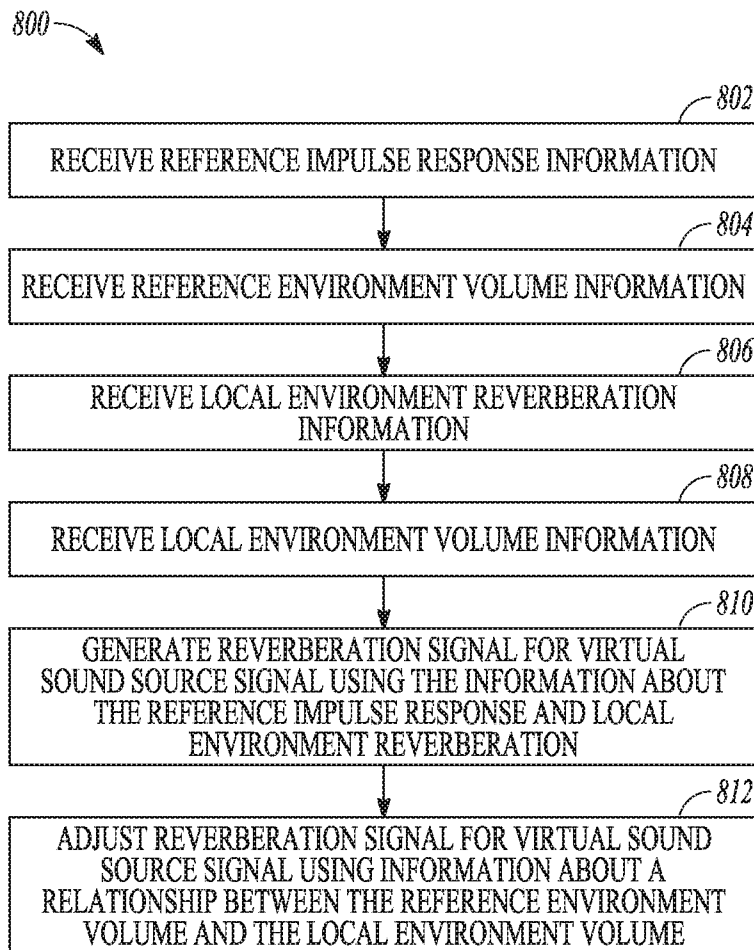 800
802
RECEIVE REFERENCE IMPULSE RESPONSE INFORMATION
804
RECEIVE REFERENCE ENVIRONMENT VOLUME INFORMATION
806
RECEIVE LOCAL ENVIRONMENT REVERBERATION
INFORMATION
808
RECEIVE LOCAL ENVIRONMENT VOLUME INFORMATION
810
GENERATE REVERBERATION SIGNAL FOR VIRTUAL
SOUND SOURCE SIGNAL USING THE INFORMATION ABOUT
THE REFERENCE IMPULSE RESPONSE AND LOCAL
ENVIRONMENT REVERBERATION
812
ADJUST REVERBERATION SIGNAL FOR VIRTUAL SOUND
SOURCE SIGNAL USING INFORMATION ABOUT A
RELATIONSHIP BETWEEN THE REFERENCE ENVIRONMENT
VOLUME AND THE LOCAL ENVIRONMENT VOLUME